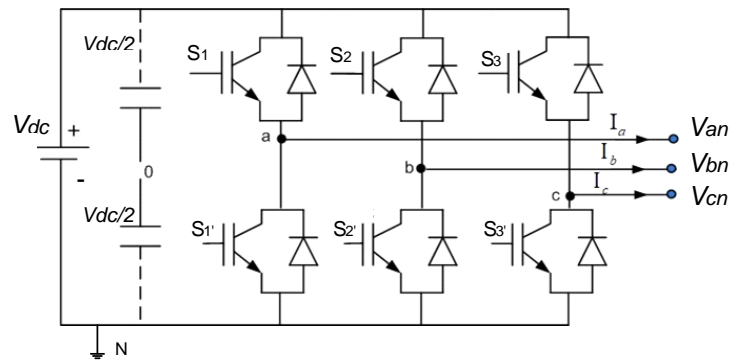 Vdc/2
S1
S2
S3
Vdc
+
-
a
Ia
Van
b
Ib
Vbn
0
c
Ic
Vcn
Vdc/2
S1'
S2'
S3'
N